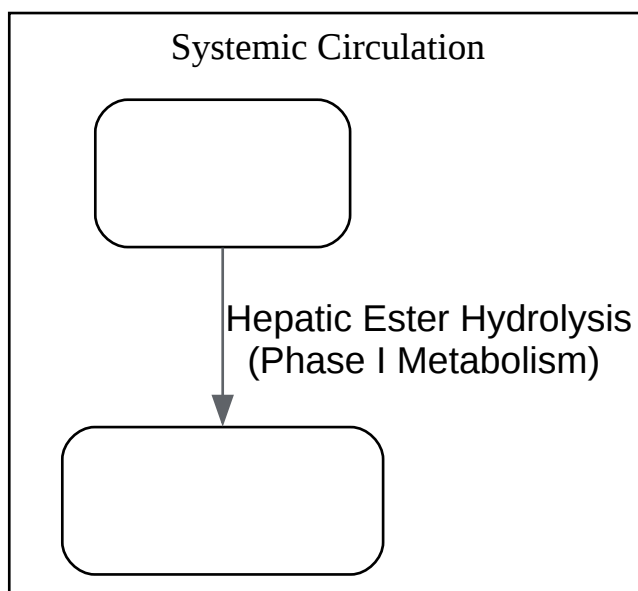 Systemic Circulation
Hepatic Ester Hydrolysis
(Phase I Metabolism)